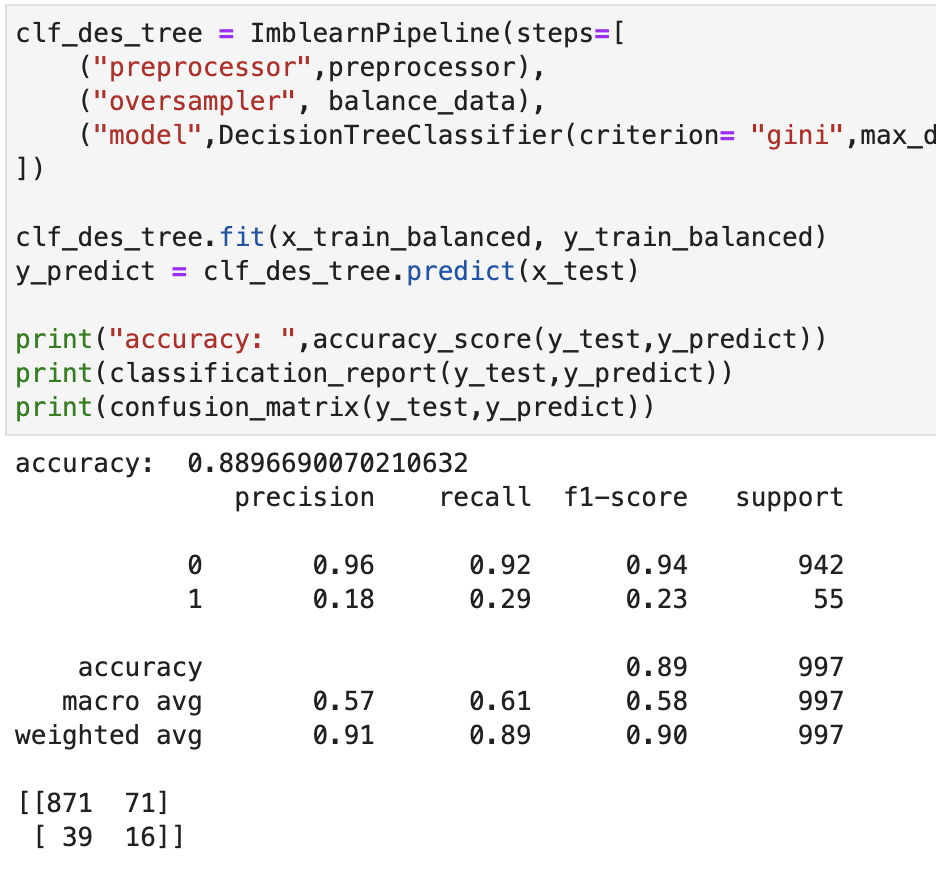 clf_des_tree = ImblearnPipeline(steps=[
    ("preprocessor",preprocessor),
    ("oversampler", balance_data),
    ("model",DecisionTreeClassifier(criterion= "gini",max_d
])

clf_des_tree.fit(x_train_balanced, y_train_balanced)
y_predict = clf_des_tree.predict(x_test)

print("accuracy: ",accuracy_score(y_test,y_predict))
print(classification_report(y_test,y_predict))
print(confusion_matrix(y_test,y_predict))
accuracy:  0.8896690070210632
              precision    recall  f1-score   support

           0       0.96      0.92      0.94       942
           1       0.18      0.29      0.23        55

    accuracy                           0.89       997
   macro avg       0.57      0.61      0.58       997
weighted avg       0.91      0.89      0.90       997

[[871  71]
 [ 39  16]]